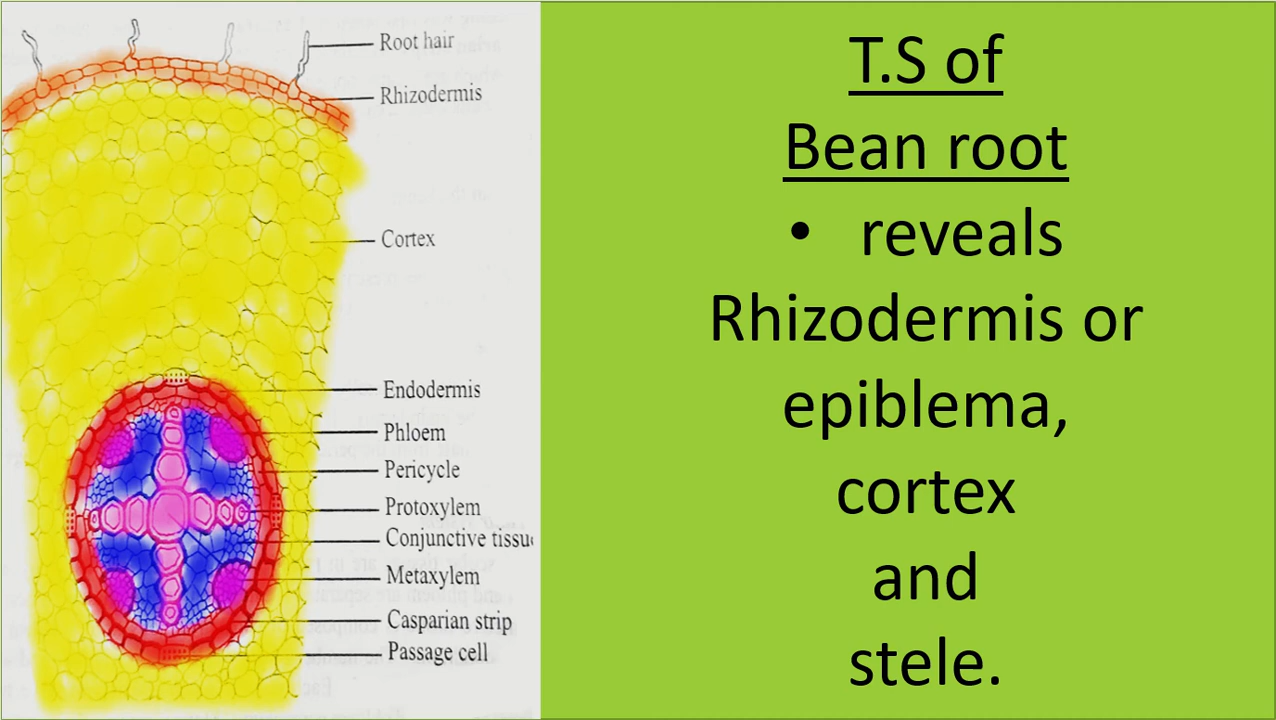 Root hair
Rhizodermis
Cortex
Endodermis
Phloem
Pericycle
Protoxylem
Conjunctive tissu
Metaxylem
Casparian strip
Passage cell
T.S of
Bean root
• reveals
Rhizodermis or
epiblema,
cortex
and
stele.